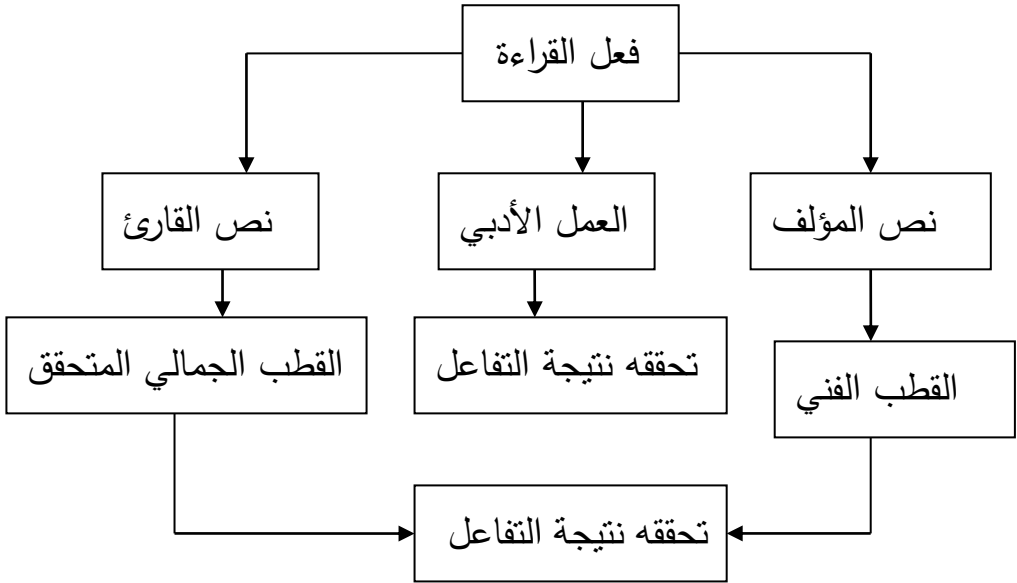 فعل القراءة
نص المؤلف
العمل الأدبي
نص القارئ
القطب الفني
تحققه نتيجة التفاعل
القطب الجمالي المتحقق
تحققه نتيجة التفاعل